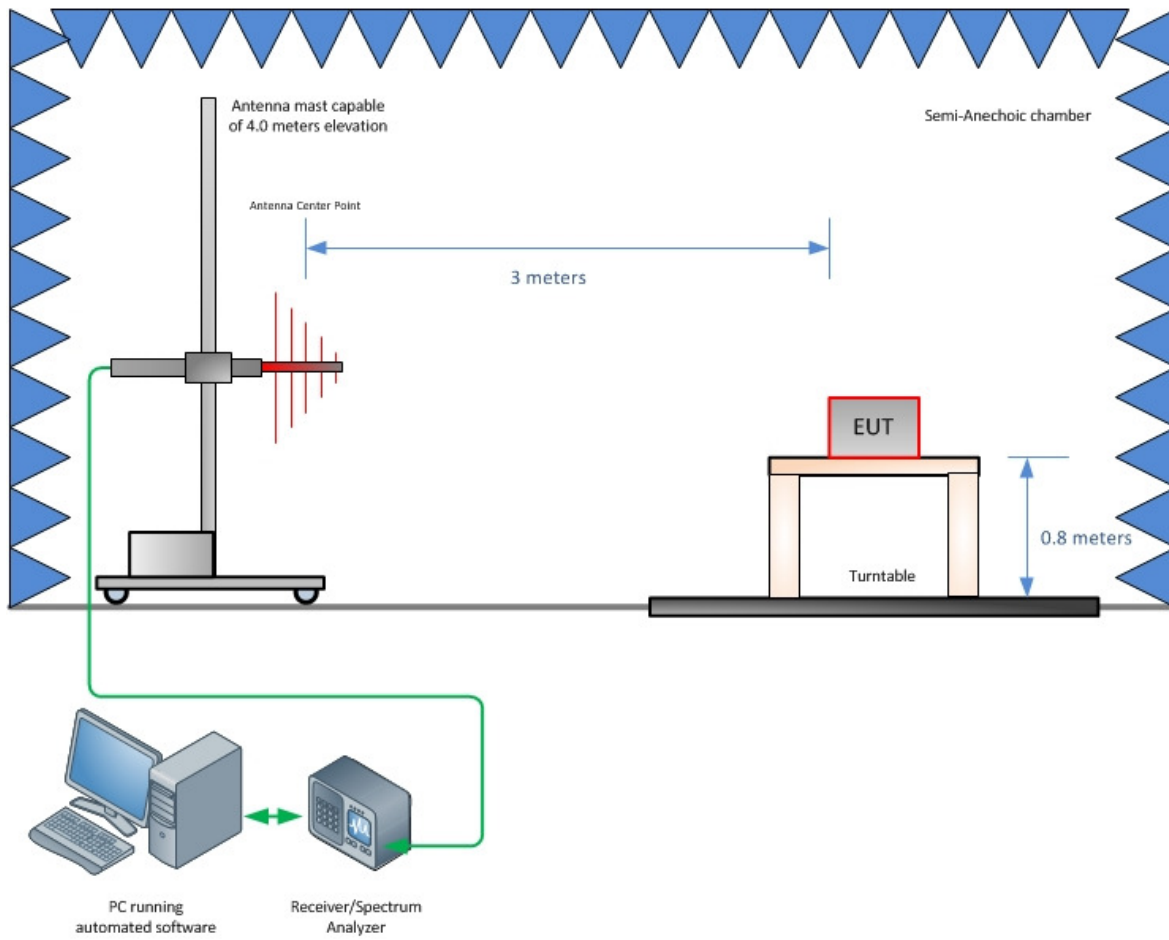 Antenna mast capable
of 4.0 meters elevation
Semi-Anechoic chamber
Antenna Center Point
3 meters
EUT
0.8 meters
Turntable
PC running
automated software
Receiver/Spectrum
Analyzer